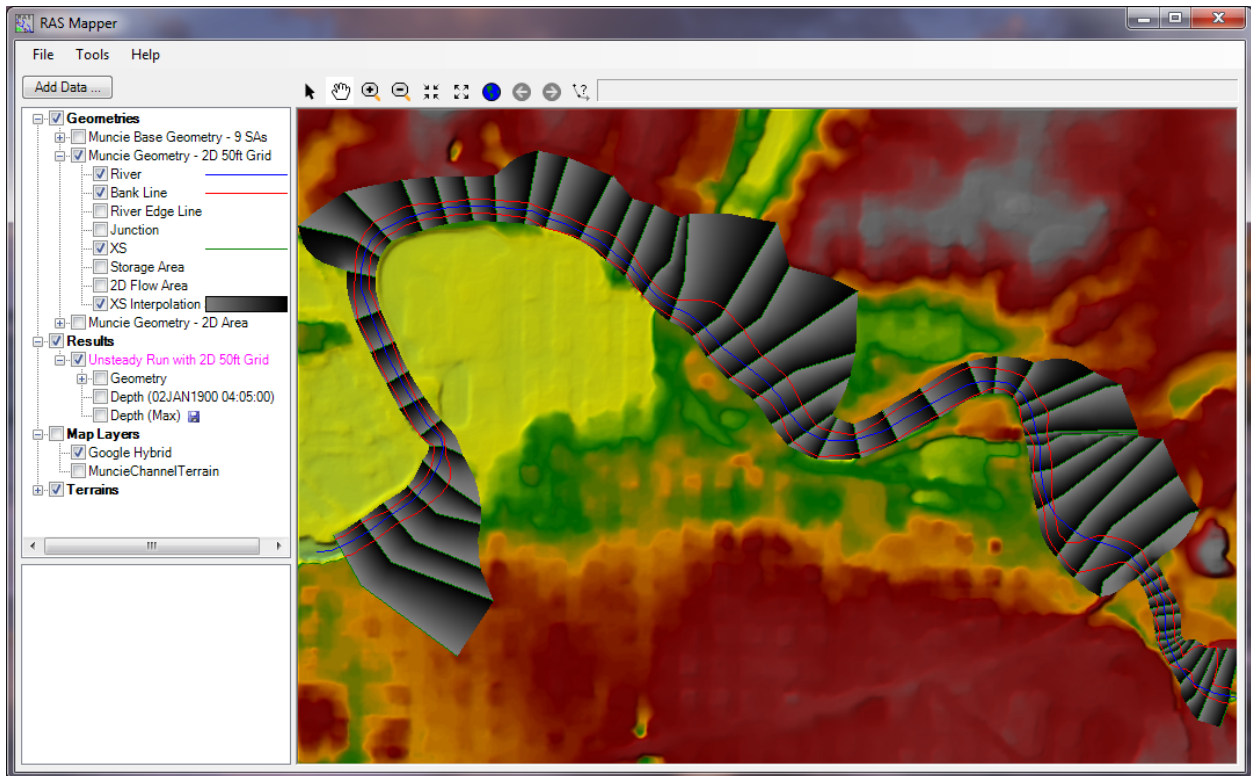 RAS Mapper
File Tools Help
Add Data ...
Geometries
Muncie Base Geometry - 9 SAs
Muncie Geometry - 2D 50ft Grid
River
Bank Line
River Edge Line
Junction
XS
Storage Area
2D Flow Area
XS Interpolation
Muncie Geometry - 2D Area
Results
Unsteady Run with 2D 50ft Grid
Geometry
Depth (02JAN1900 04:05:00)
Depth (Max)
Map Layers
Google Hybrid
MuncieChannelTerrain
Terrains